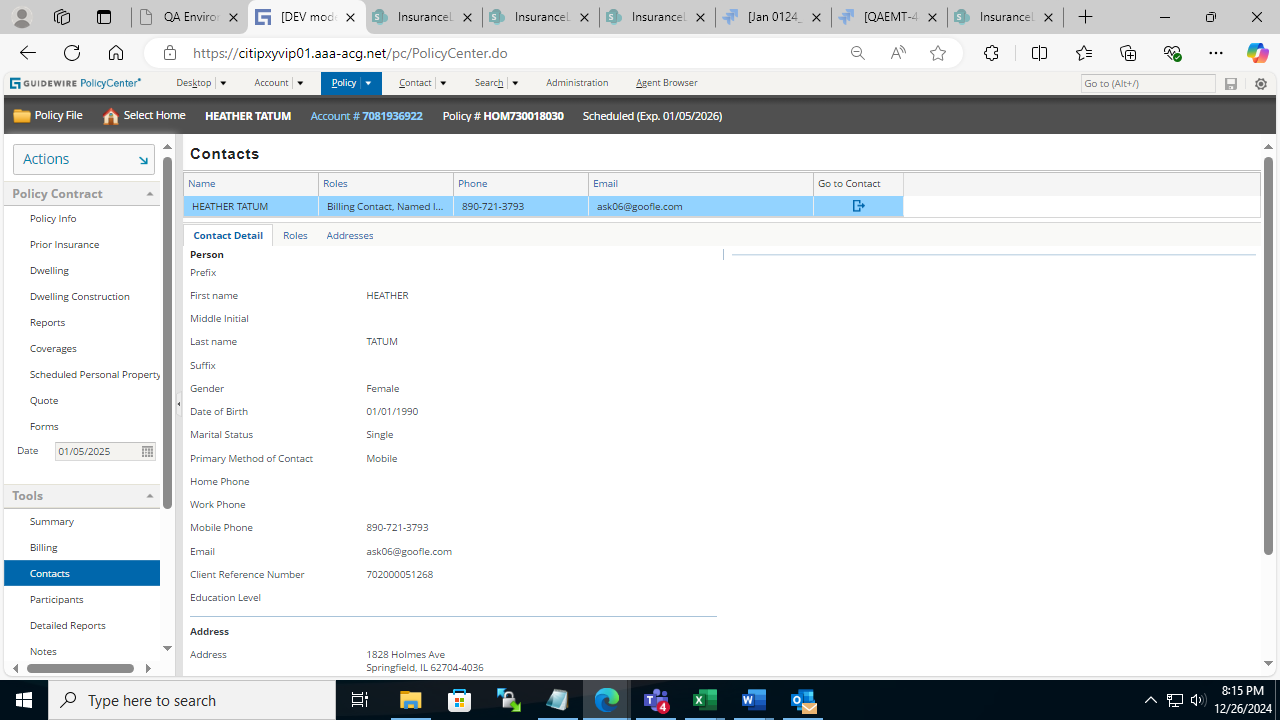 QA Environ
[DEV mode
InsuranceL
InsuranceL
InsuranceL
[Jan 0124_
[QAEMT-4
InsuranceL
https://citipxyvip01.aaa-acg.net/pc/PolicyCenter.do
GUIDEWIRE PolicyCenter
Desktop
Account
Policy
Contact
Search
Administration
Agent Browser
Go to (Alt+/)
Policy File
Select Home
HEATHER TATUM
Account # 7081936922
Policy # HOM730018030
Scheduled (Exp. 01/05/2026)
Actions
Policy Contract
Policy Info
Prior Insurance
Dwelling
Dwelling Construction
Reports
Coverages
Scheduled Personal Property
Quote
Forms
Date 01/05/2025
Tools
Summary
Billing
Contacts
Participants
Detailed Reports
Notes
Contacts
Name Roles Phone Email Go to Contact
HEATHER TATUM Billing Contact, Named I... 890-721-3793 ask06@goofle.com
Contact Detail Roles Addresses
Person
Prefix
First name HEATHER
Middle Initial
Last name TATUM
Suffix
Gender Female
Date of Birth 01/01/1990
Marital Status Single
Primary Method of Contact Mobile
Home Phone
Work Phone
Mobile Phone 890-721-3793
Email ask06@goofle.com
Client Reference Number 702000051268
Education Level
Address
Address 1828 Holmes Ave
Springfield, IL 62704-4036
Type here to search
4
8:15 PM
12/26/2024